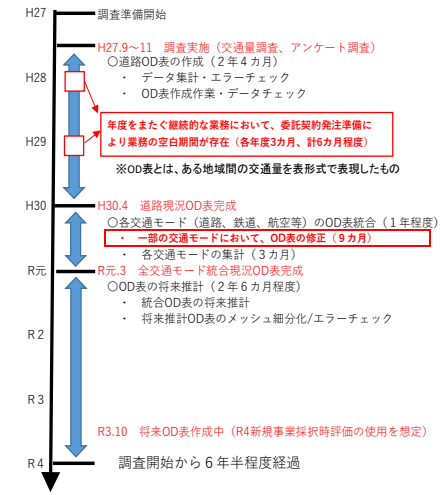 H27
調査準備開始
H27.9～11　調査実施（交通量調査、アンケート調査）
〇道路OD表の作成（２年４カ月）
H28
・　データ集計・エラーチェック
・　OD表作成作業・データチェック
年度をまたぐ継続的な業務において、委託契約発注準備に
より業務の空白期間が存在（各年度3カ月、計6カ月程度）
H29
※OD表とは、ある地域間の交通量を表形式で表現したもの
H30
H30.4　道路現況OD表完成
〇各交通モード（道路、鉄道、航空等）のOD表統合（１年程度）
・　一部の交通モードにおいて、OD表の修正（９カ月）
・　各交通モードの集計（３カ月）
R元
R元.3　全交通モード統合現況OD表完成
〇OD表の将来推計（２年６カ月程度）
・　統合OD表の将来推計
・　将来推計OD表のメッシュ細分化/エラーチェック
R２
R３
R3.10　将来OD表作成中（R4新規事業採択時評価の使用を想定）
R４
調査開始から６年半程度経過